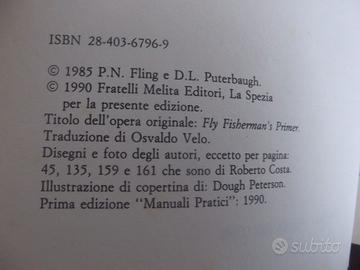 ISBN 28-403-6796-9
© 1985 P.N. Fling e D.L. Puterbaugh.
© 1990 Fratelli Melita Editori, La Spezia
per la presente edizione.
Titolo dell'opera originale: Fly Fisherman's Primer.
Traduzione di Osvaldo Velo.
Disegni e foto degli autori, eccetto per pagina:
45, 135, 159 e 161 che sono di Roberto Costa.
Illustrazione di copertina di: Dough Peterson.
Prima edizione "Manuali Pratici": 1990.
subito